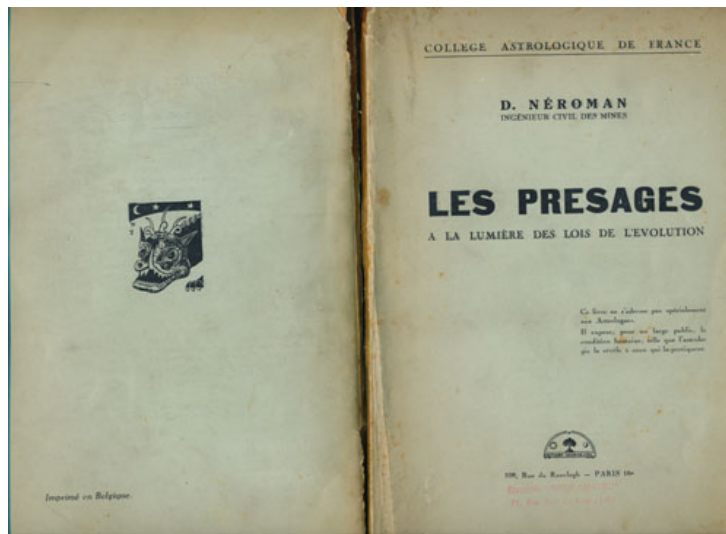 Imprimé en Belgique.
COLLEGE ASTROLOGIQUE DE FRANCE
D. NÉROMAN
INGÉNIEUR CIVIL DES MINES
LES PRESAGES
A LA LUMIÈRE DES LOIS DE L'EVOLUTION
Ce livre ne s'adresse pas spécialement
aux Astrologues.
Il expose, pour un large public, la
condition humaine, telle que l'astrolo
gie la révèle à ceux qui la pratiquent.
108, Rue du Ranelagh — PARIS 16e